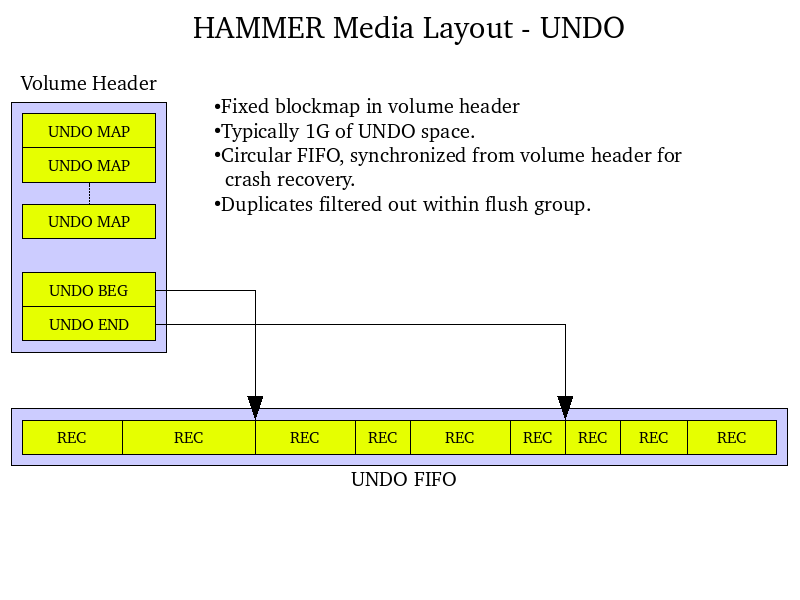 HAMMER Media Layout - UNDO
Volume Header
UNDO MAP
UNDO MAP
UNDO MAP
UNDO BEG
UNDO END
•Fixed blockmap in volume header
•Typically 1G of UNDO space.
•Circular FIFO, synchronized from volume header for
crash recovery.
•Duplicates filtered out within flush group.
REC REC REC REC REC REC REC REC REC
UNDO FIFO